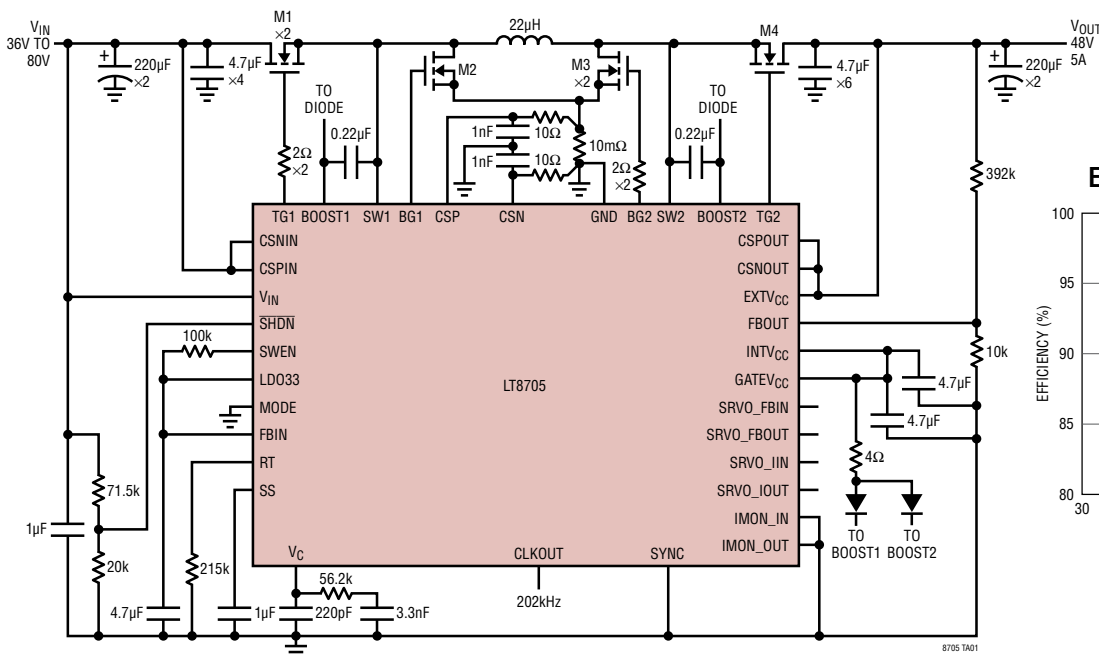 VIN
36V TO
80V
220µF
×2
4.7µF
×4
M1
×2
22µH
M2
M3
×2
M4
4.7µF
×6
VOUT
48V
5A
220µF
×2
TO
DIODE
0.22µF
2Ω
×2
1nF
10Ω
1nF
10Ω
10mΩ
2Ω
×2
TO
DIODE
0.22µF
392k
TG1 BOOST1 SW1 BG1 CSP CSN GND BG2 SW2 BOOST2 TG2
CSNIN
CSPIN
VIN
SHDN
SWEN
LDO33
MODE
FBIN
RT
SS
VC
CLKOUT
SYNC
LT8705
CSPOUT
CSNOUT
EXTVCC
FBOUT
INTVCC
GATEVCC
SRVO_FBIN
SRVO_FBOUT
SRVO_IIN
SRVO_IOUT
IMON_IN
IMON_OUT
100k
71.5k
1µF
20k
4.7µF
215k
1µF
220pF
56.2k
3.3nF
202kHz
10k
4.7µF
4.7µF
4Ω
TO
BOOST1
TO
BOOST2
8705 TA01
E
100
95
90
85
80
30
EFFICIENCY (%)